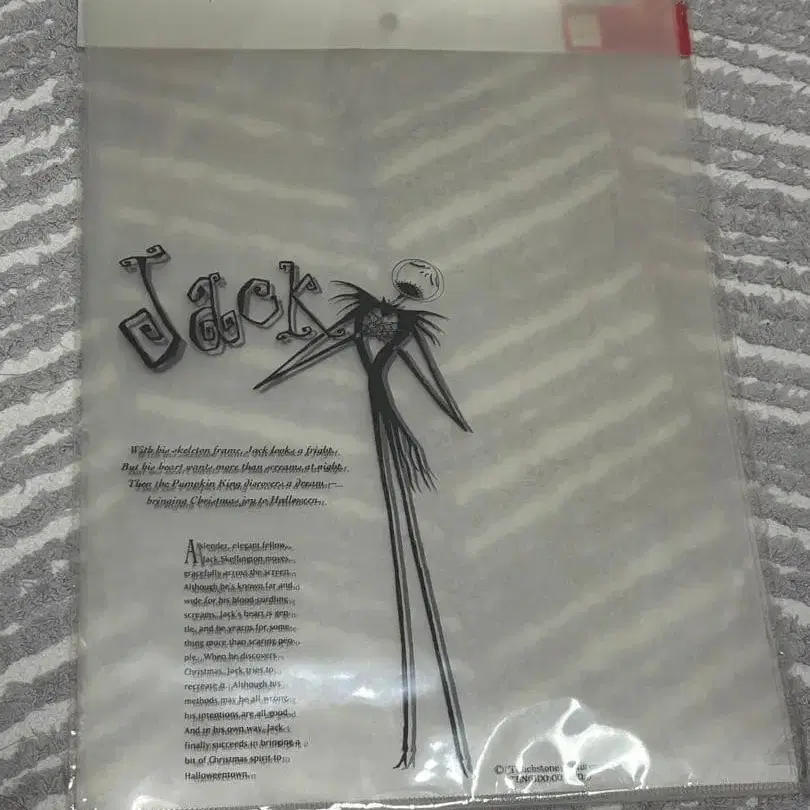 Jack
With his skeleton frame, Jack looks a fright.
But his heart wants more than screams at night.
Then the Pumpkin King discovers a dream—
bringing Christmas joy to Halloween.
A slender, elegant fellow,
Jack Skellington moves
gracefully across the screen.
Although he's known far and
wide for his blood-curdling
screams, Jack's heart is gen-
tle, and he yearns for some-
thing more than scaring peo-
ple. When he discovers
Christmas, Jack tries to
recreate it. Although his
methods may be all wrong,
his intentions are all good.
And in his own way, Jack
finally succeeds in bringing a
bit of Christmas spirit to
Halloweentown.
© Touchstone